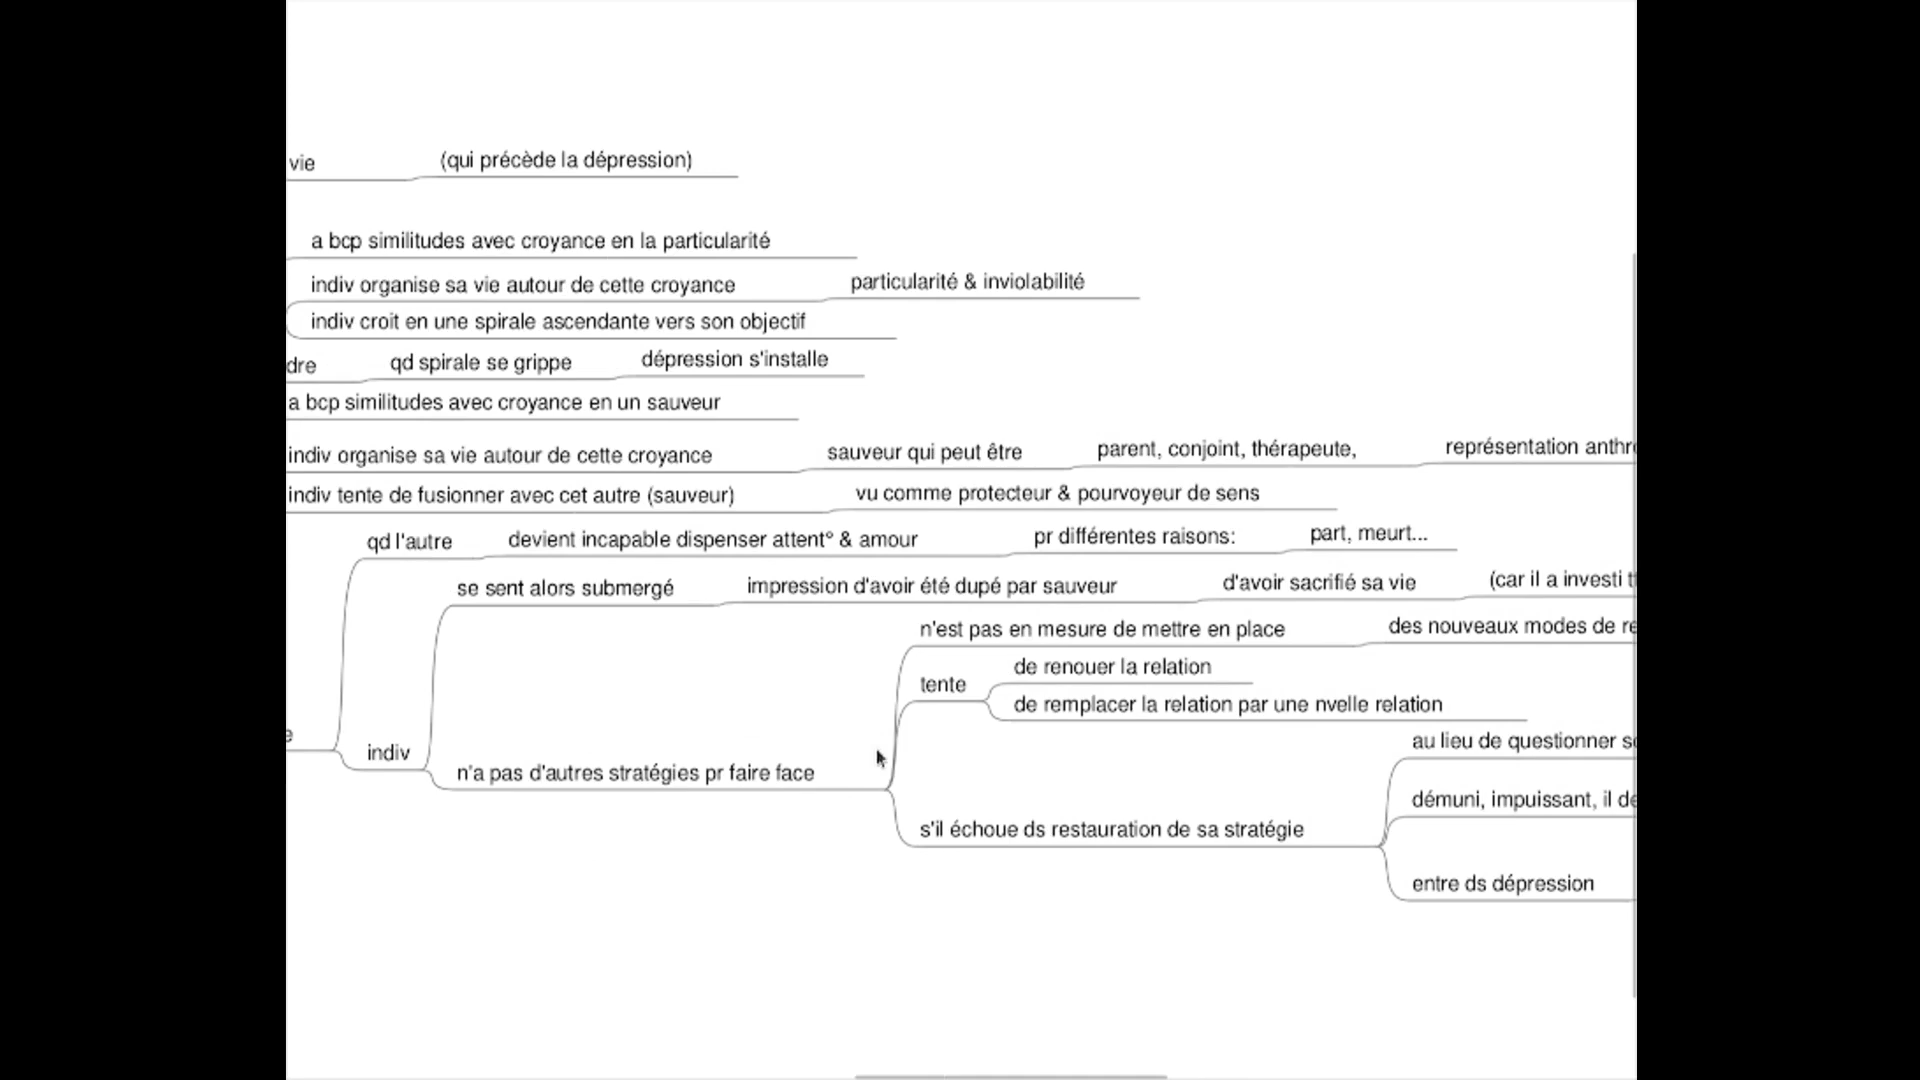 vie (qui précède la dépression)
a bcp similitudes avec croyance en la particularité
indiv organise sa vie autour de cette croyance particularité & inviolabilité
indiv croit en une spirale ascendante vers son objectif
dre qd spirale se grippe dépression s'installe
a bcp similitudes avec croyance en un sauveur
indiv organise sa vie autour de cette croyance sauveur qui peut être parent, conjoint, thérapeute, représentation
indiv tente de fusionner avec cet autre (sauveur) vu comme protecteur & pourvoyeur de sens
qd l'autre devient incapable dispenser attent° & amour pr différentes raisons: part, meurt...
se sent alors submergé impression d'avoir été dupé par sauveur d'avoir sacrifié sa vie (car il a investi
n'est pas en mesure de mettre en place des nouveaux modes de
de renouer la relation
tente
de remplacer la relation par une nvelle relation
au lieu de questionner
indiv
n'a pas d'autres stratégies pr faire face
démuni, impuissant, il
s'il échoue ds restauration de sa stratégie
entre ds dépression